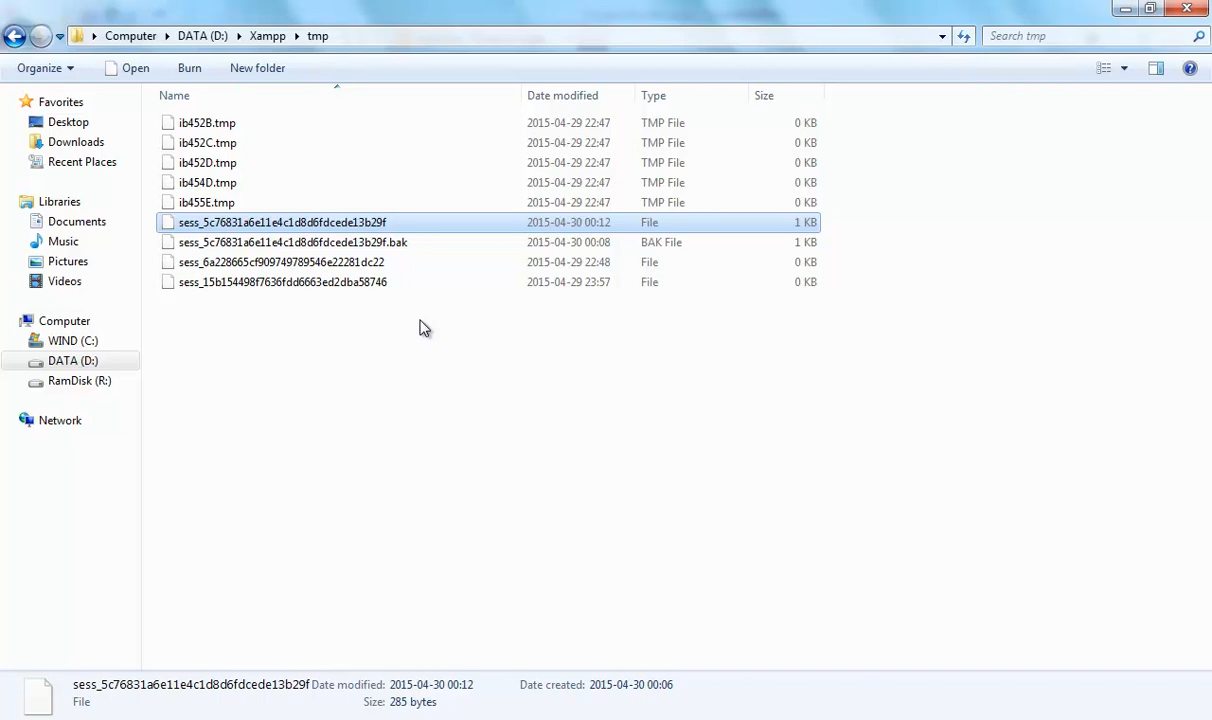 Computer DATA (D:) Xampp tmp Search tmp
Organize Open Burn New folder
Name Date modified Type Size
Favorites
Desktop
Downloads
Recent Places
Libraries
Documents
Music
Pictures
Videos
Computer
WIND (C:)
DATA (D:)
RamDisk (R:)
Network
ib452B.tmp 2015-04-29 22:47 TMP File 0 KB
ib452C.tmp 2015-04-29 22:47 TMP File 0 KB
ib452D.tmp 2015-04-29 22:47 TMP File 0 KB
ib454D.tmp 2015-04-29 22:47 TMP File 0 KB
ib455E.tmp 2015-04-29 22:47 TMP File 0 KB
sess_5c76831a6e11e4c1d8d6fdcede13b29f 2015-04-30 00:12 File 1 KB
sess_5c76831a6e11e4c1d8d6fdcede13b29f.bak 2015-04-30 00:08 BAK File 1 KB
sess_6a228665cf909749789546e22281dc22 2015-04-29 22:48 File 0 KB
sess_15b154498f7636fdd6663ed2dba58746 2015-04-29 23:57 File 0 KB
sess_5c76831a6e11e4c1d8d6fdcede13b29f Date modified: 2015-04-30 00:12 Date created: 2015-04-30 00:06
File Size: 285 bytes